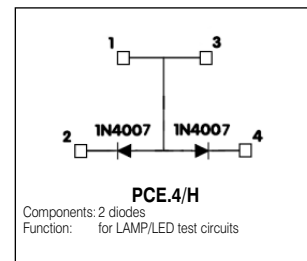 1 3
1N4007 1N4007
2 4
PCE.4/H
Components: 2 diodes
Function: for LAMP/LED test circuits